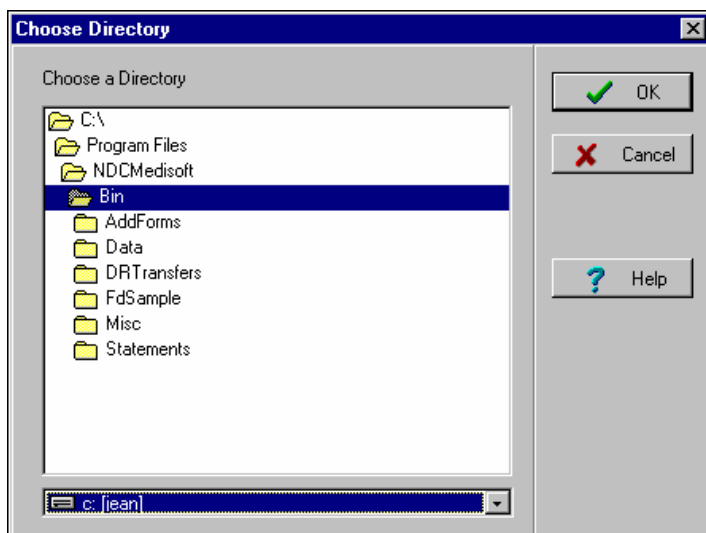 Choose Directory
Choose a Directory
C:\
Program Files
NDCMedisoft
Bin
AddForms
Data
DRTransfers
FdSample
Misc
Statements
c: [jean]
OK
Cancel
Help